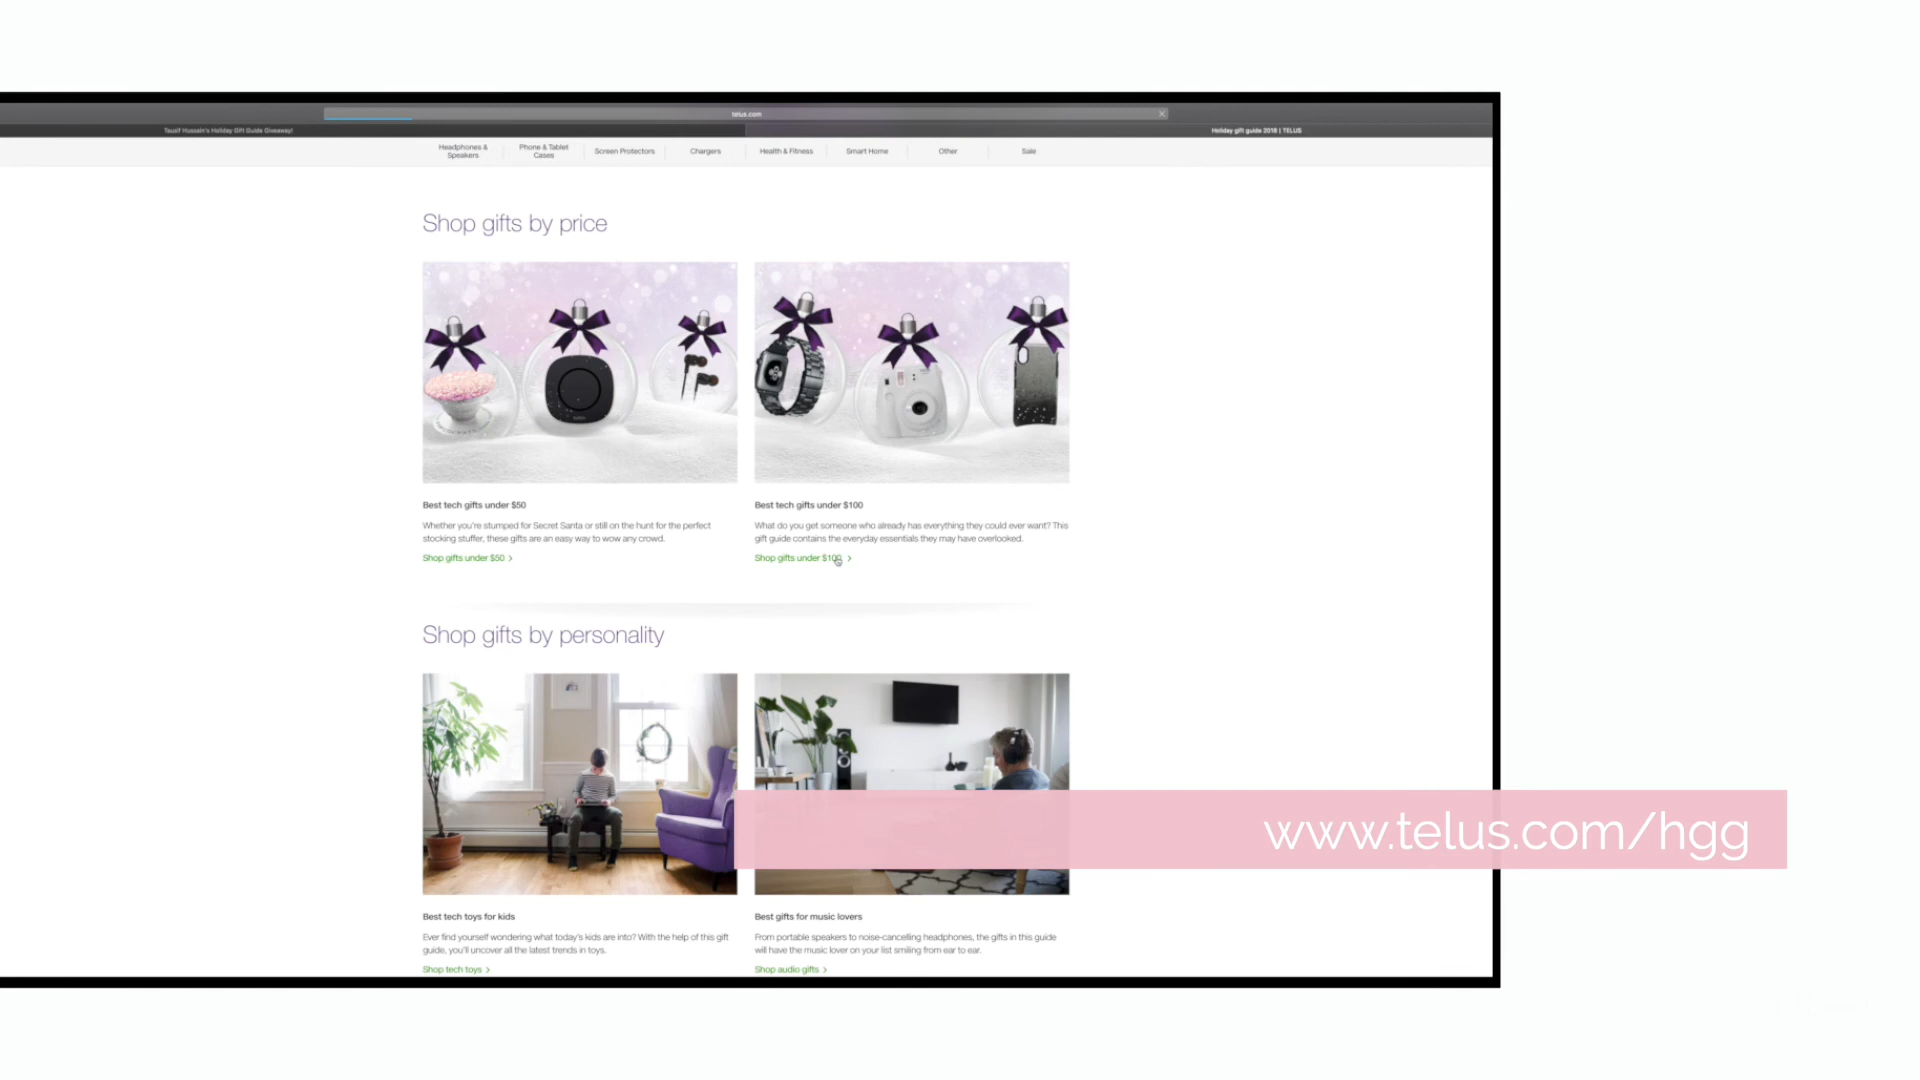 telus.com
Tausif Hussain's Holiday Gift Guide Giveaway!
Holiday gift guide 2018 | TELUS
Headphones &
Speakers
Phone & Tablet
Cases
Screen Protectors
Chargers
Health & Fitness
Smart Home
Other
Sale
Shop gifts by price
Best tech gifts under $50
Whether you're stumped for Secret Santa or still on the hunt for the perfect
stocking stuffer, these gifts are an easy way to wow any crowd.
Shop gifts under $50 >
Best tech gifts under $100
What do you get someone who already has everything they could ever want? This
gift guide contains the everyday essentials they may have overlooked.
Shop gifts under $100 >
Shop gifts by personality
www.telus.com/hgg
Best tech toys for kids
Ever find yourself wondering what today's kids are into? With the help of this gift
guide, you'll uncover all the latest trends in toys.
Shop tech toys >
Best gifts for music lovers
From portable speakers to noise-cancelling headphones, the gifts in this guide
will have the music lover on your list smiling from ear to ear.
Shop audio gifts >